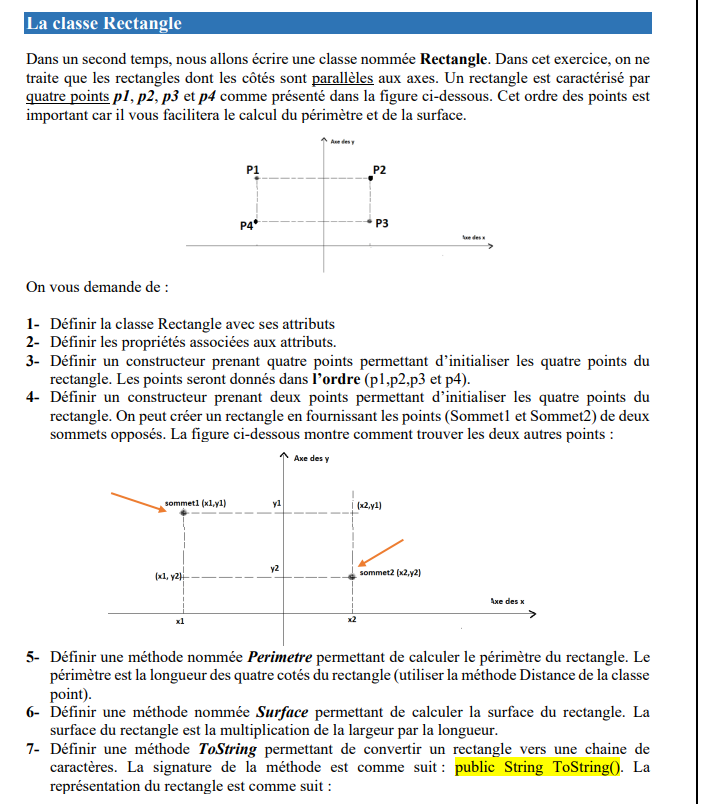 La classe Rectangle
Dans un second temps, nous allons écrire une classe nommée Rectangle. Dans cet exercice, on ne
traite que les rectangles dont les côtés sont parallèles aux axes. Un rectangle est caractérisé par
quatre points p1, p2, p3 et p4 comme présenté dans la figure ci-dessous. Cet ordre des points est
important car il vous facilitera le calcul du périmètre et de la surface.
Axe des y
P1
P2
P4
P3
Axe des x
On vous demande de :
1- Définir la classe Rectangle avec ses attributs
2- Définir les propriétés associées aux attributs.
3- Définir un constructeur prenant quatre points permettant d’initialiser les quatre points du
rectangle. Les points seront donnés dans l’ordre (p1,p2,p3 et p4).
4- Définir un constructeur prenant deux points permettant d’initialiser les quatre points du
rectangle. On peut créer un rectangle en fournissant les points (Sommet1 et Sommet2) de deux
sommets opposés. La figure ci-dessous montre comment trouver les deux autres points :
Axe des y
sommet1 (x1,y1)
y1
(x2,y1)
(x1, y2)
y2
sommet2 (x2,y2)
Axe des x
x1
x2
5- Définir une méthode nommée Perimetre permettant de calculer le périmètre du rectangle. Le
périmètre est la longueur des quatre cotés du rectangle (utiliser la méthode Distance de la classe
point).
6- Définir une méthode nommée Surface permettant de calculer la surface du rectangle. La
surface du rectangle est la multiplication de la largeur par la longueur.
7- Définir une méthode ToString permettant de convertir un rectangle vers une chaine de
caractères. La signature de la méthode est comme suit : public String ToString(). La
représentation du rectangle est comme suit :